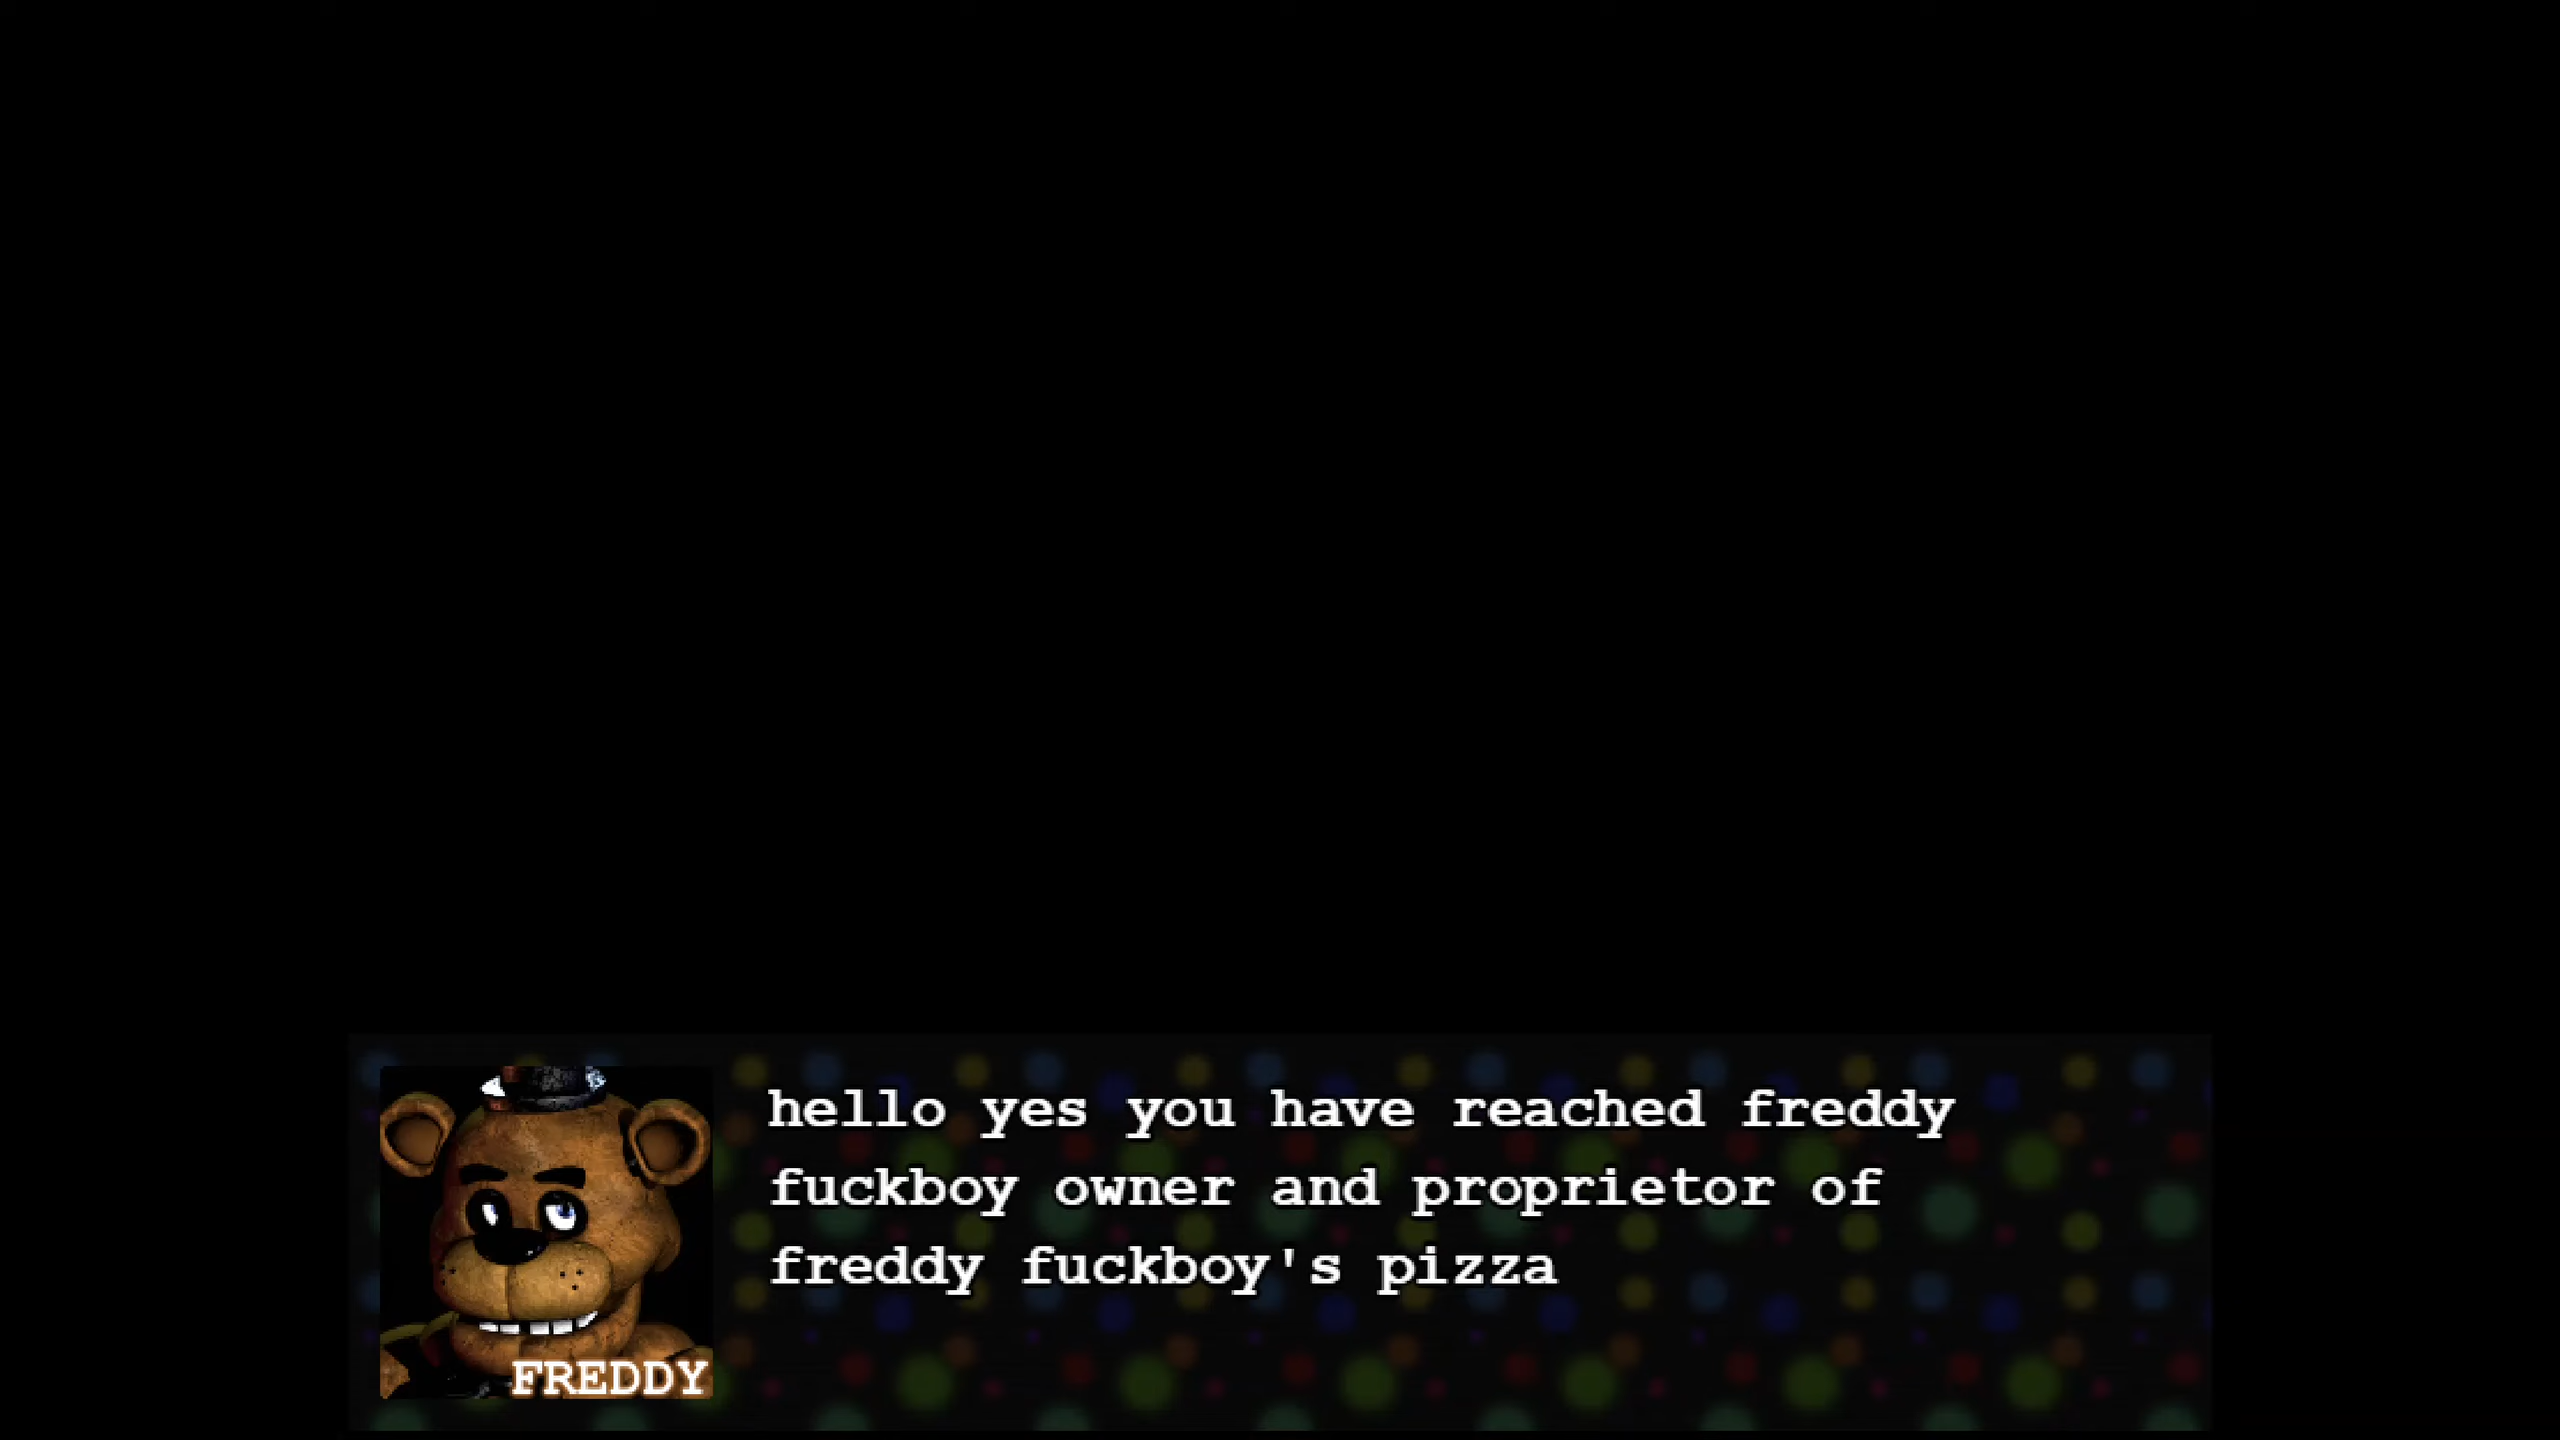 hello yes you have reached freddy
fuckboy owner and proprietor of
freddy fuckboy's pizza
FREDDY